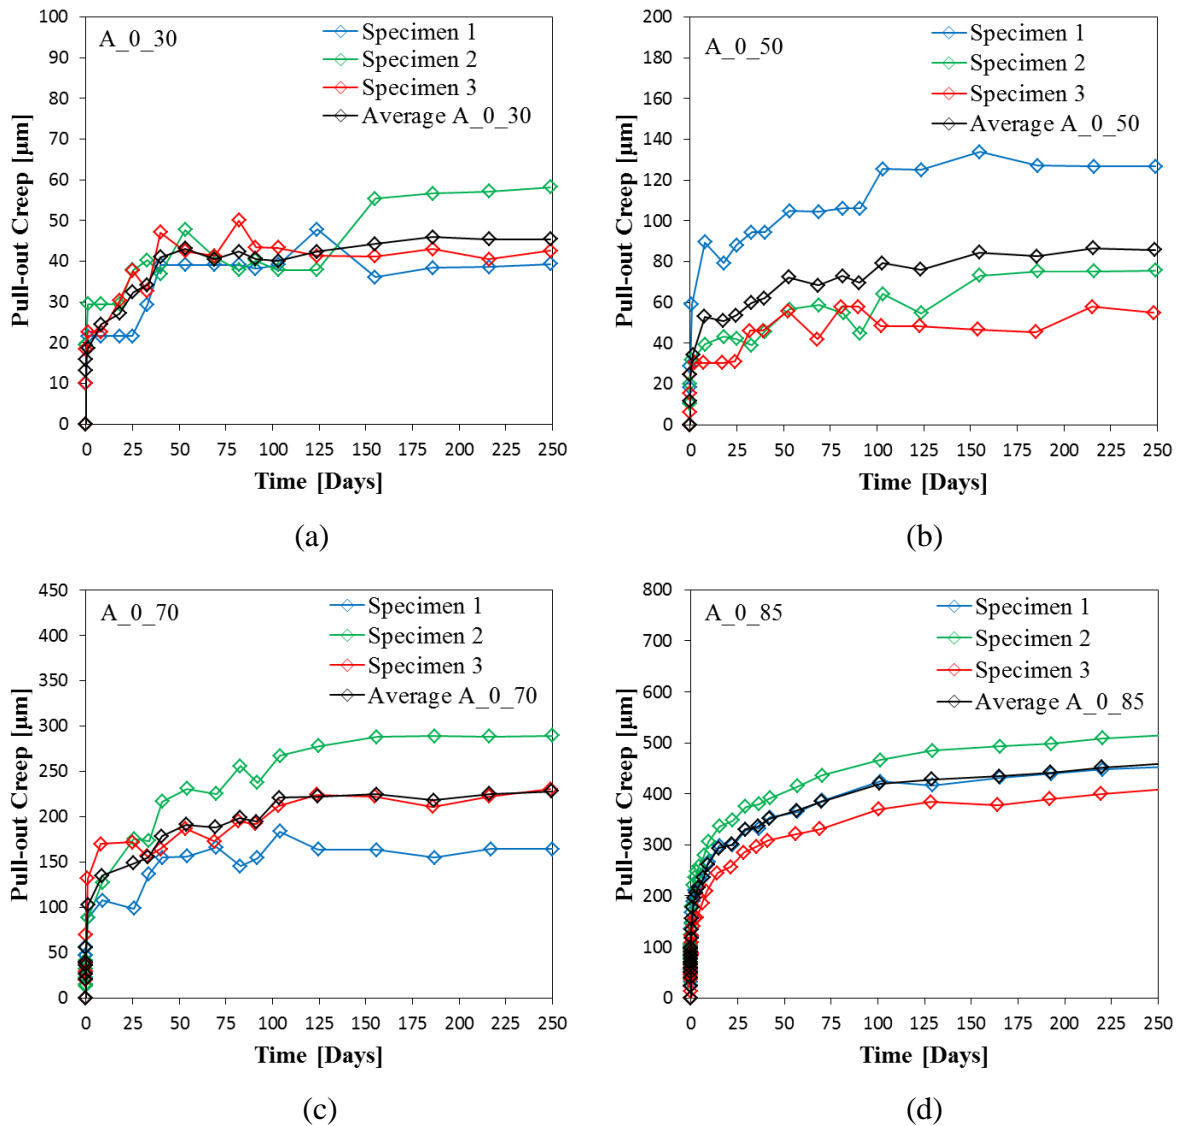 A_0_30
Specimen 1
Specimen 2
Specimen 3
Average A_0_30
Pull-out Creep [μm]
100
90
80
70
60
50
40
30
20
10
0
0 25 50 75 100 125 150 175 200 225 250
Time [Days]
(a)
A_0_50
Specimen 1
Specimen 2
Specimen 3
Average A_0_50
Pull-out Creep [μm]
200
180
160
140
120
100
80
60
40
20
0
0 25 50 75 100 125 150 175 200 225 250
Time [Days]
(b)
A_0_70
Specimen 1
Specimen 2
Specimen 3
Average A_0_70
Pull-out Creep [μm]
450
400
350
300
250
200
150
100
50
0
0 25 50 75 100 125 150 175 200 225 250
Time [Days]
(c)
A_0_85
Specimen 1
Specimen 2
Specimen 3
Average A_0_85
Pull-out Creep [μm]
800
700
600
500
400
300
200
100
0
0 25 50 75 100 125 150 175 200 225 250
Time [Days]
(d)